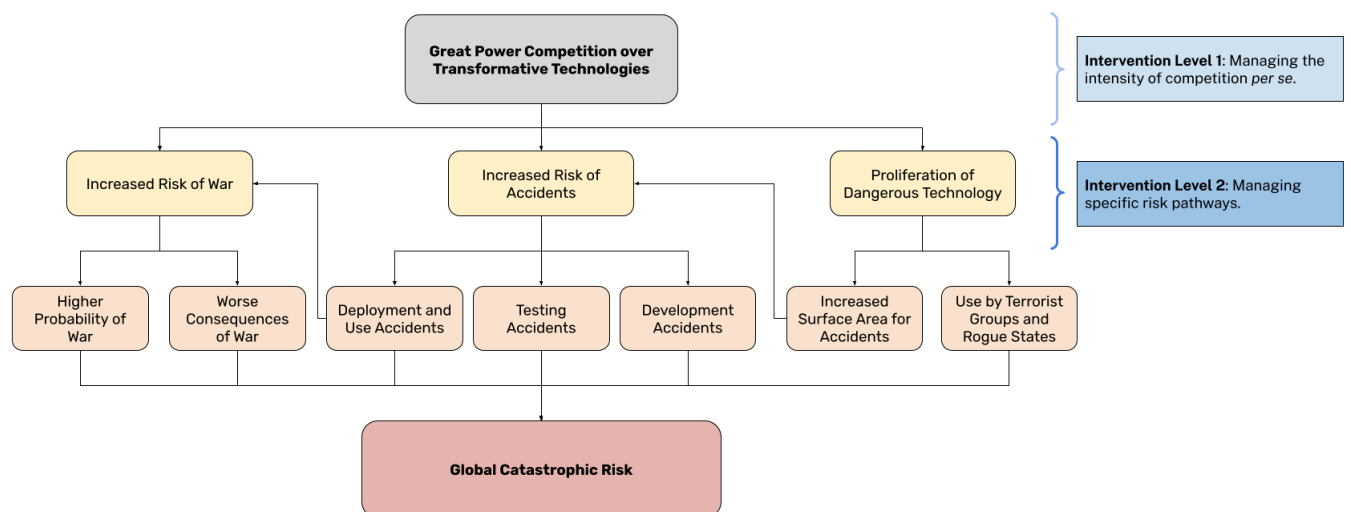 Great Power Competition over
Transformative Technologies
Intervention Level 1: Managing the
intensity of competition per se.
Increased Risk of War
Increased Risk of
Accidents
Proliferation of
Dangerous Technology
Intervention Level 2: Managing
specific risk pathways.
Higher
Probability of
War
Worse
Consequences
of War
Deployment and
Use Accidents
Testing
Accidents
Development
Accidents
Increased
Surface Area for
Accidents
Use by Terrorist
Groups and
Rogue States
Global Catastrophic Risk